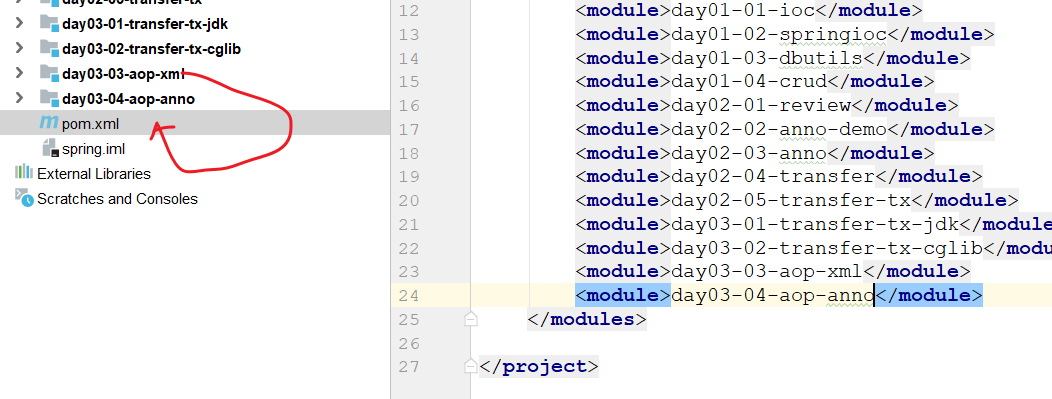 day03-01-transfer-tx-jdk
day03-02-transfer-tx-cglib
day03-03-aop-xml
day03-04-aop-anno
pom.xml
spring.iml
External Libraries
Scratches and Consoles
12 <module>day01-01-ioc</module>
13 <module>day01-02-springioc</module>
14 <module>day01-03-dbutils</module>
15 <module>day01-04-crud</module>
16 <module>day02-01-review</module>
17 <module>day02-02-anno-demo</module>
18 <module>day02-03-anno</module>
19 <module>day02-04-transfer</module>
20 <module>day02-05-transfer-tx</module>
21 <module>day03-01-transfer-tx-jdk</module
22 <module>day03-02-transfer-tx-cglib</modu
23 <module>day03-03-aop-xml</module>
24 <module>day03-04-aop-anno</module>
25 </modules>
26
27 </project>